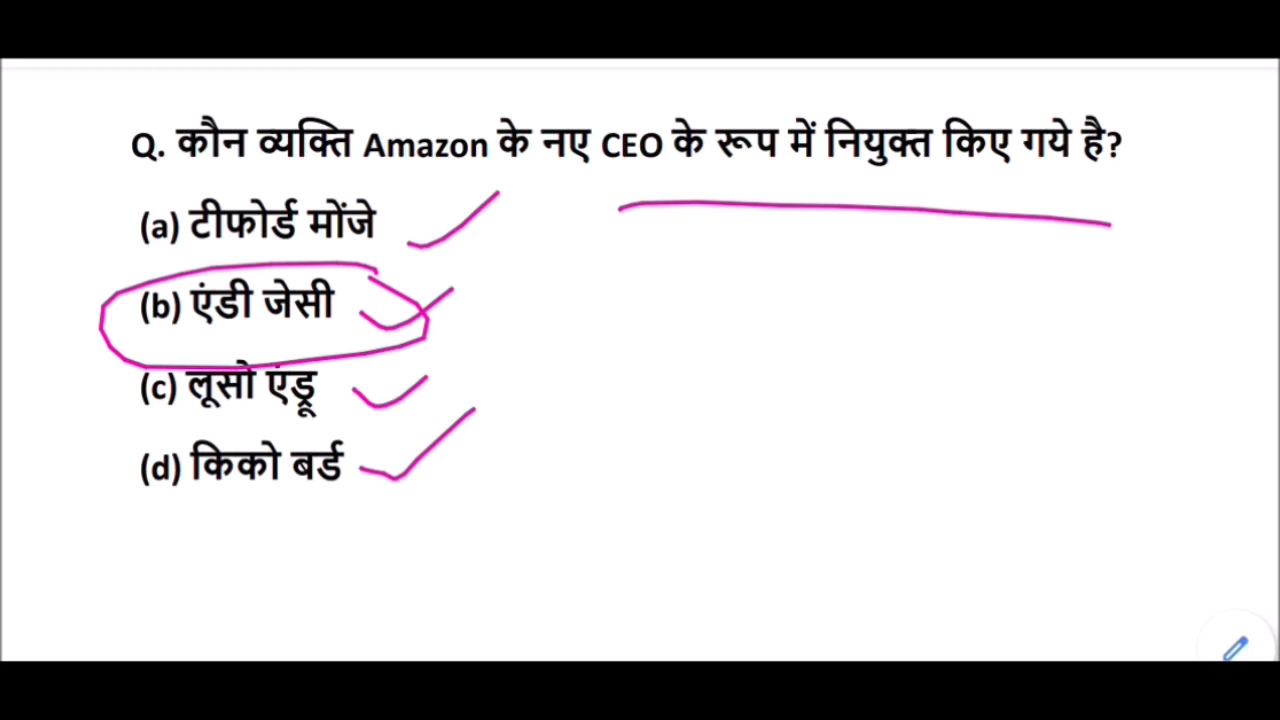 Q. कौन व्यक्ति Amazon के नए CEO के रूप में नियुक्त किए गये है?
(a) टीफोर्ड मोंजे
(b) एंडी जेसी
(c) लूसो एंड्रू
(d) किको बर्ड